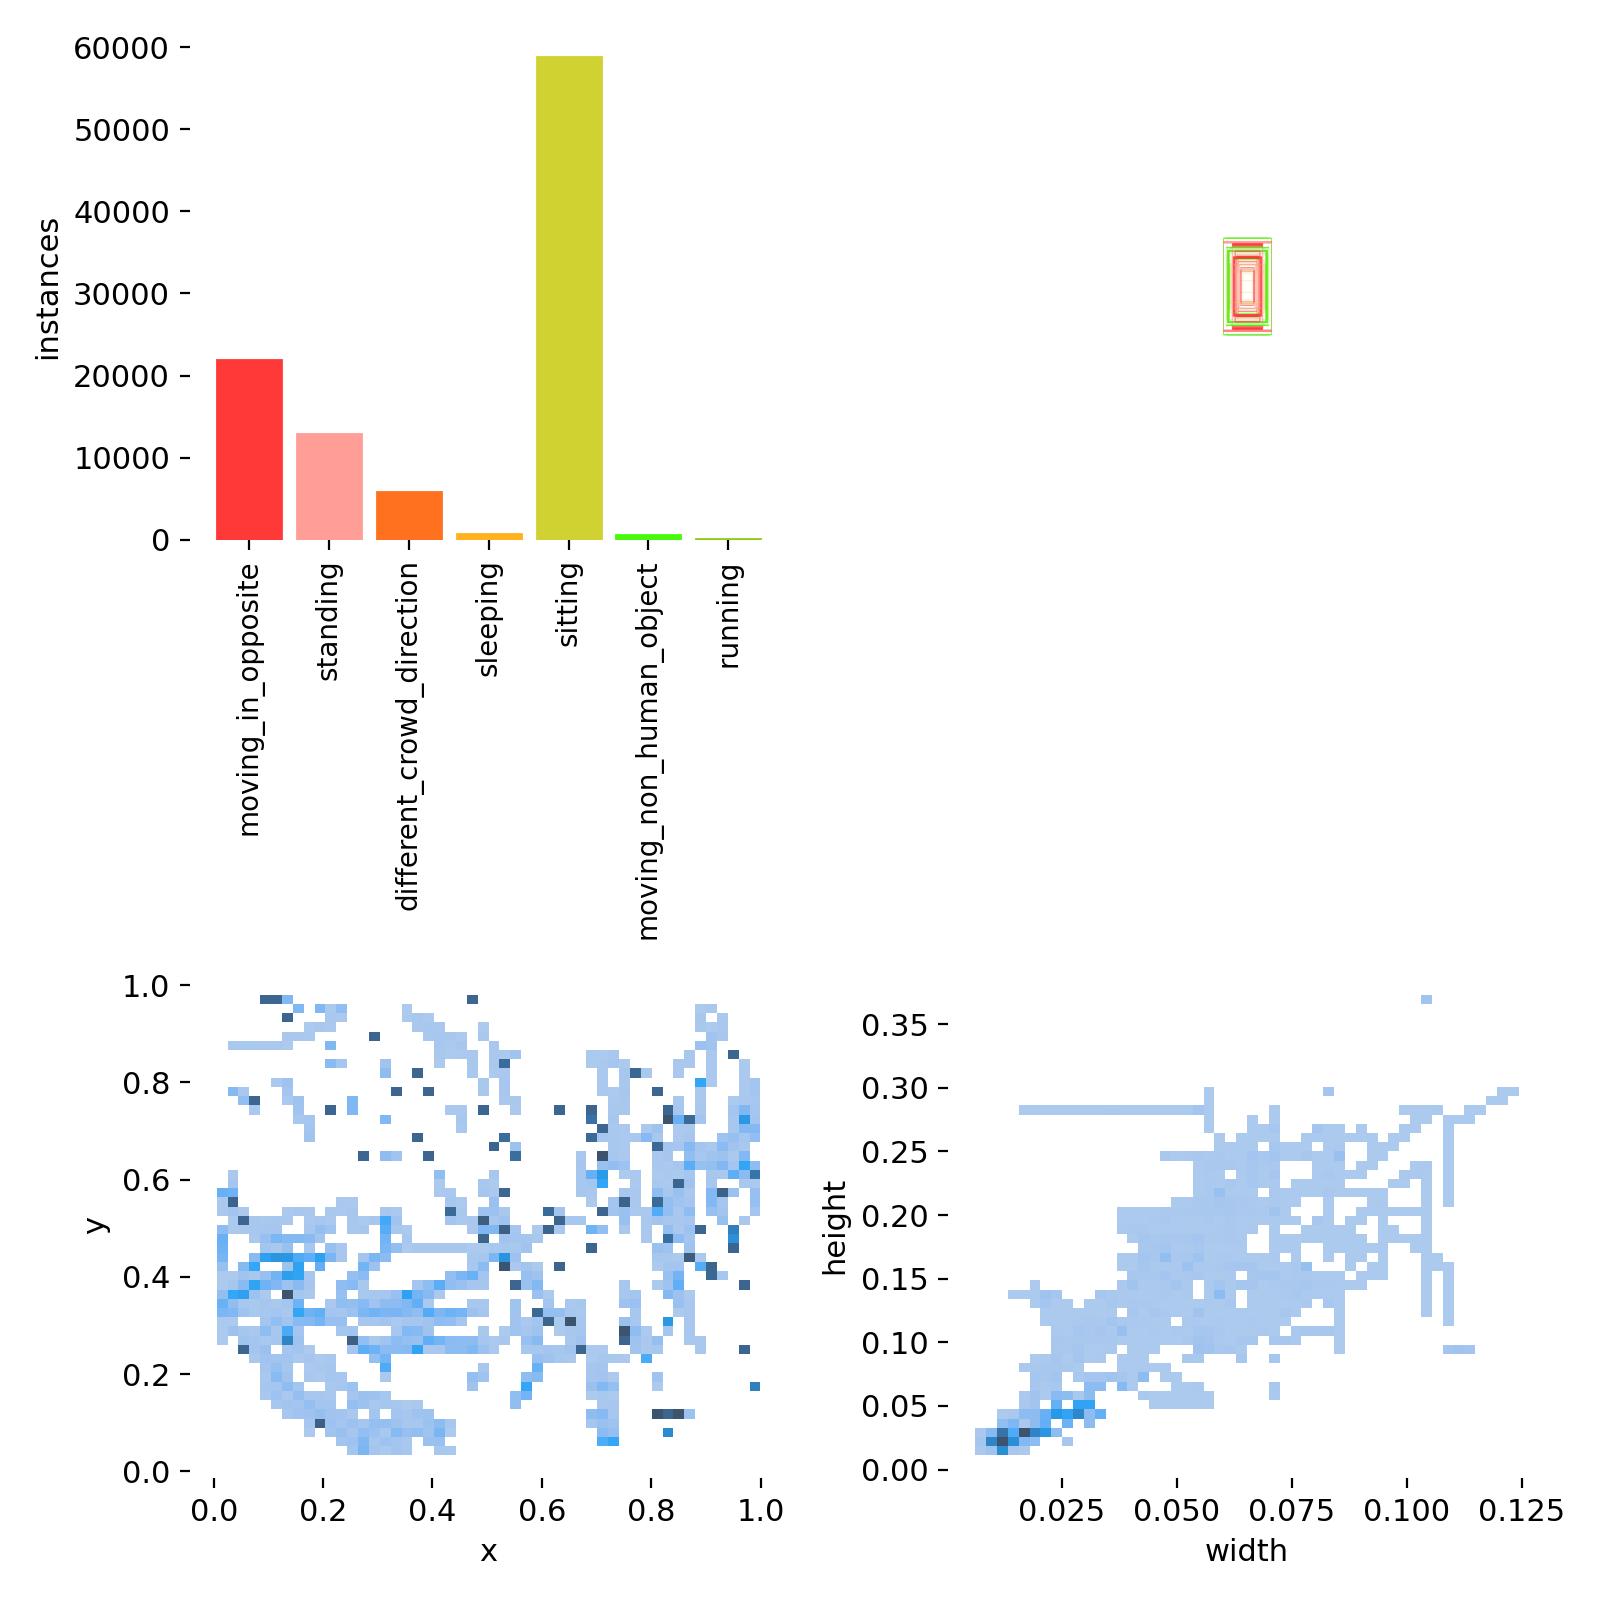 60000
50000
40000
30000
20000
10000
0
instances
moving_in_opposite
standing
different_crowd_direction
sleeping
sitting
moving_non_human_object
running
1.0
0.8
0.6
0.4
0.2
0.0
y
0.0 0.2 0.4 0.6 0.8 1.0
x
0.35
0.30
0.25
0.20
0.15
0.10
0.05
0.00
height
0.025 0.050 0.075 0.100 0.125
width